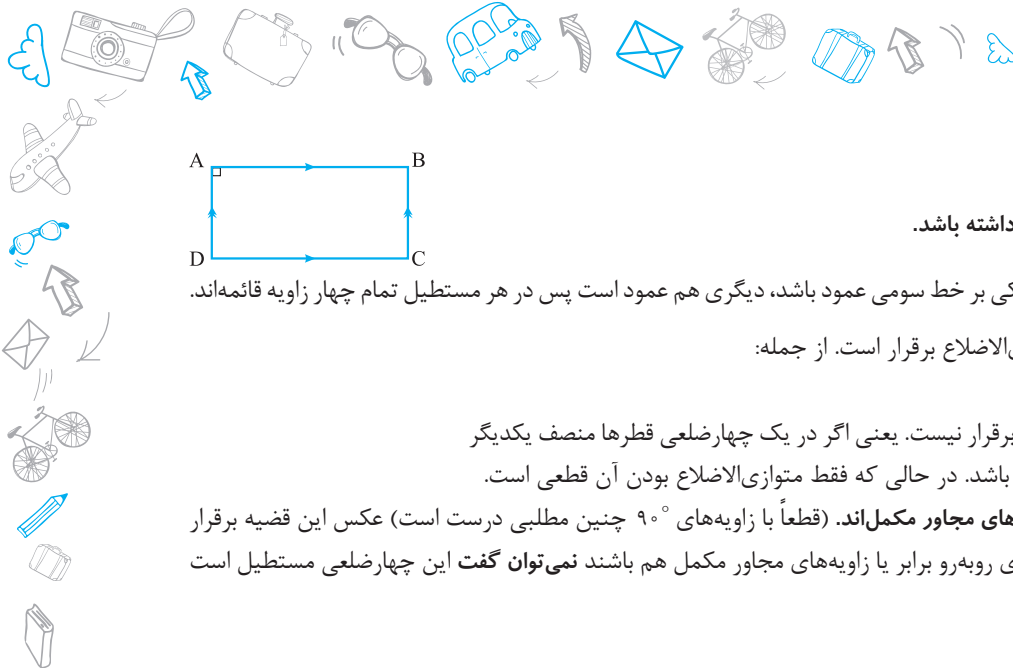 A B
D C
داشته باشد.
کی بر خط سومی عمود باشد، دیگری هم عمود است پس در هر مستطیل تمام چهار زاویه قائمه‌اند.
الاضلاع برقرار است. از جمله:
برقرار نیست. یعنی اگر در یک چهارضلعی قطرها منصف یکدیگر
باشد. در حالی که فقط متوازی‌الاضلاع بودن آن قطعی است.
های مجاور مکمل‌اند. (قطعاً با زاویه‌های ۹۰° چنین مطلبی درست است) عکس این قضیه برقرار
ی روبه‌رو برابر یا زاویه‌های مجاور مکمل هم باشند نمی‌توان گفت این چهارضلعی مستطیل است